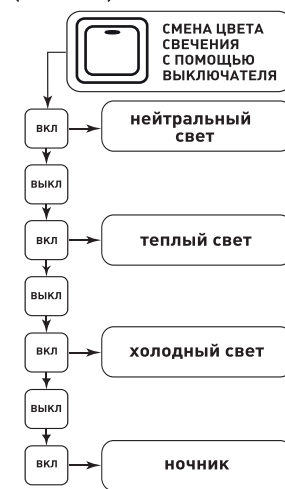 СМЕНА ЦВЕТА
СВЕЧЕНИЯ
С ПОМОЩЬЮ
ВЫКЛЮЧАТЕЛЯ
ВКЛ
нейтральный
свет
ВЫКЛ
ВКЛ
теплый свет
ВЫКЛ
ВКЛ
холодный свет
ВЫКЛ
ВКЛ
ночник